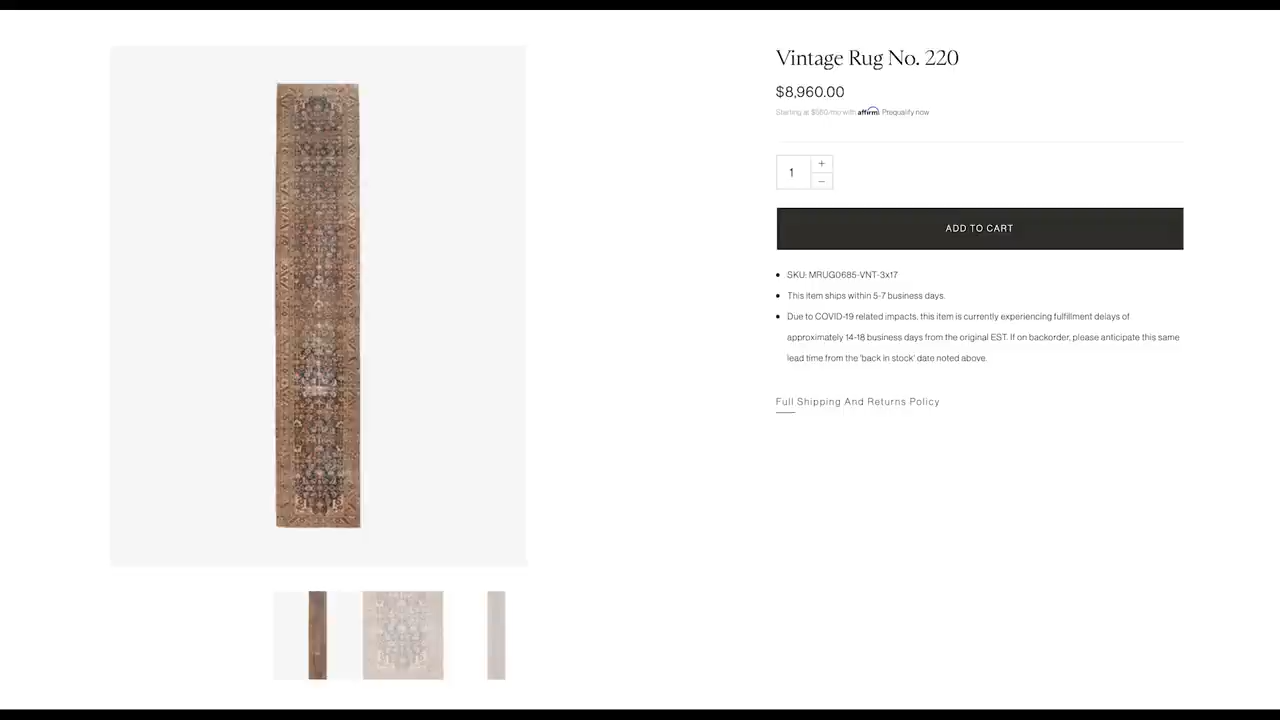 Vintage Rug No. 220
$8,960.00
Starting at $560/mo with affirm. Prequalify now
1
+
−
ADD TO CART
SKU: MRUG0685-VNT-3x17
This item ships within 5-7 business days.
Due to COVID-19 related impacts, this item is currently experiencing fulfillment delays of
approximately 14-18 business days from the original EST. If on backorder, please anticipate this same
lead time from the 'back in stock' date noted above.
Full Shipping And Returns Policy